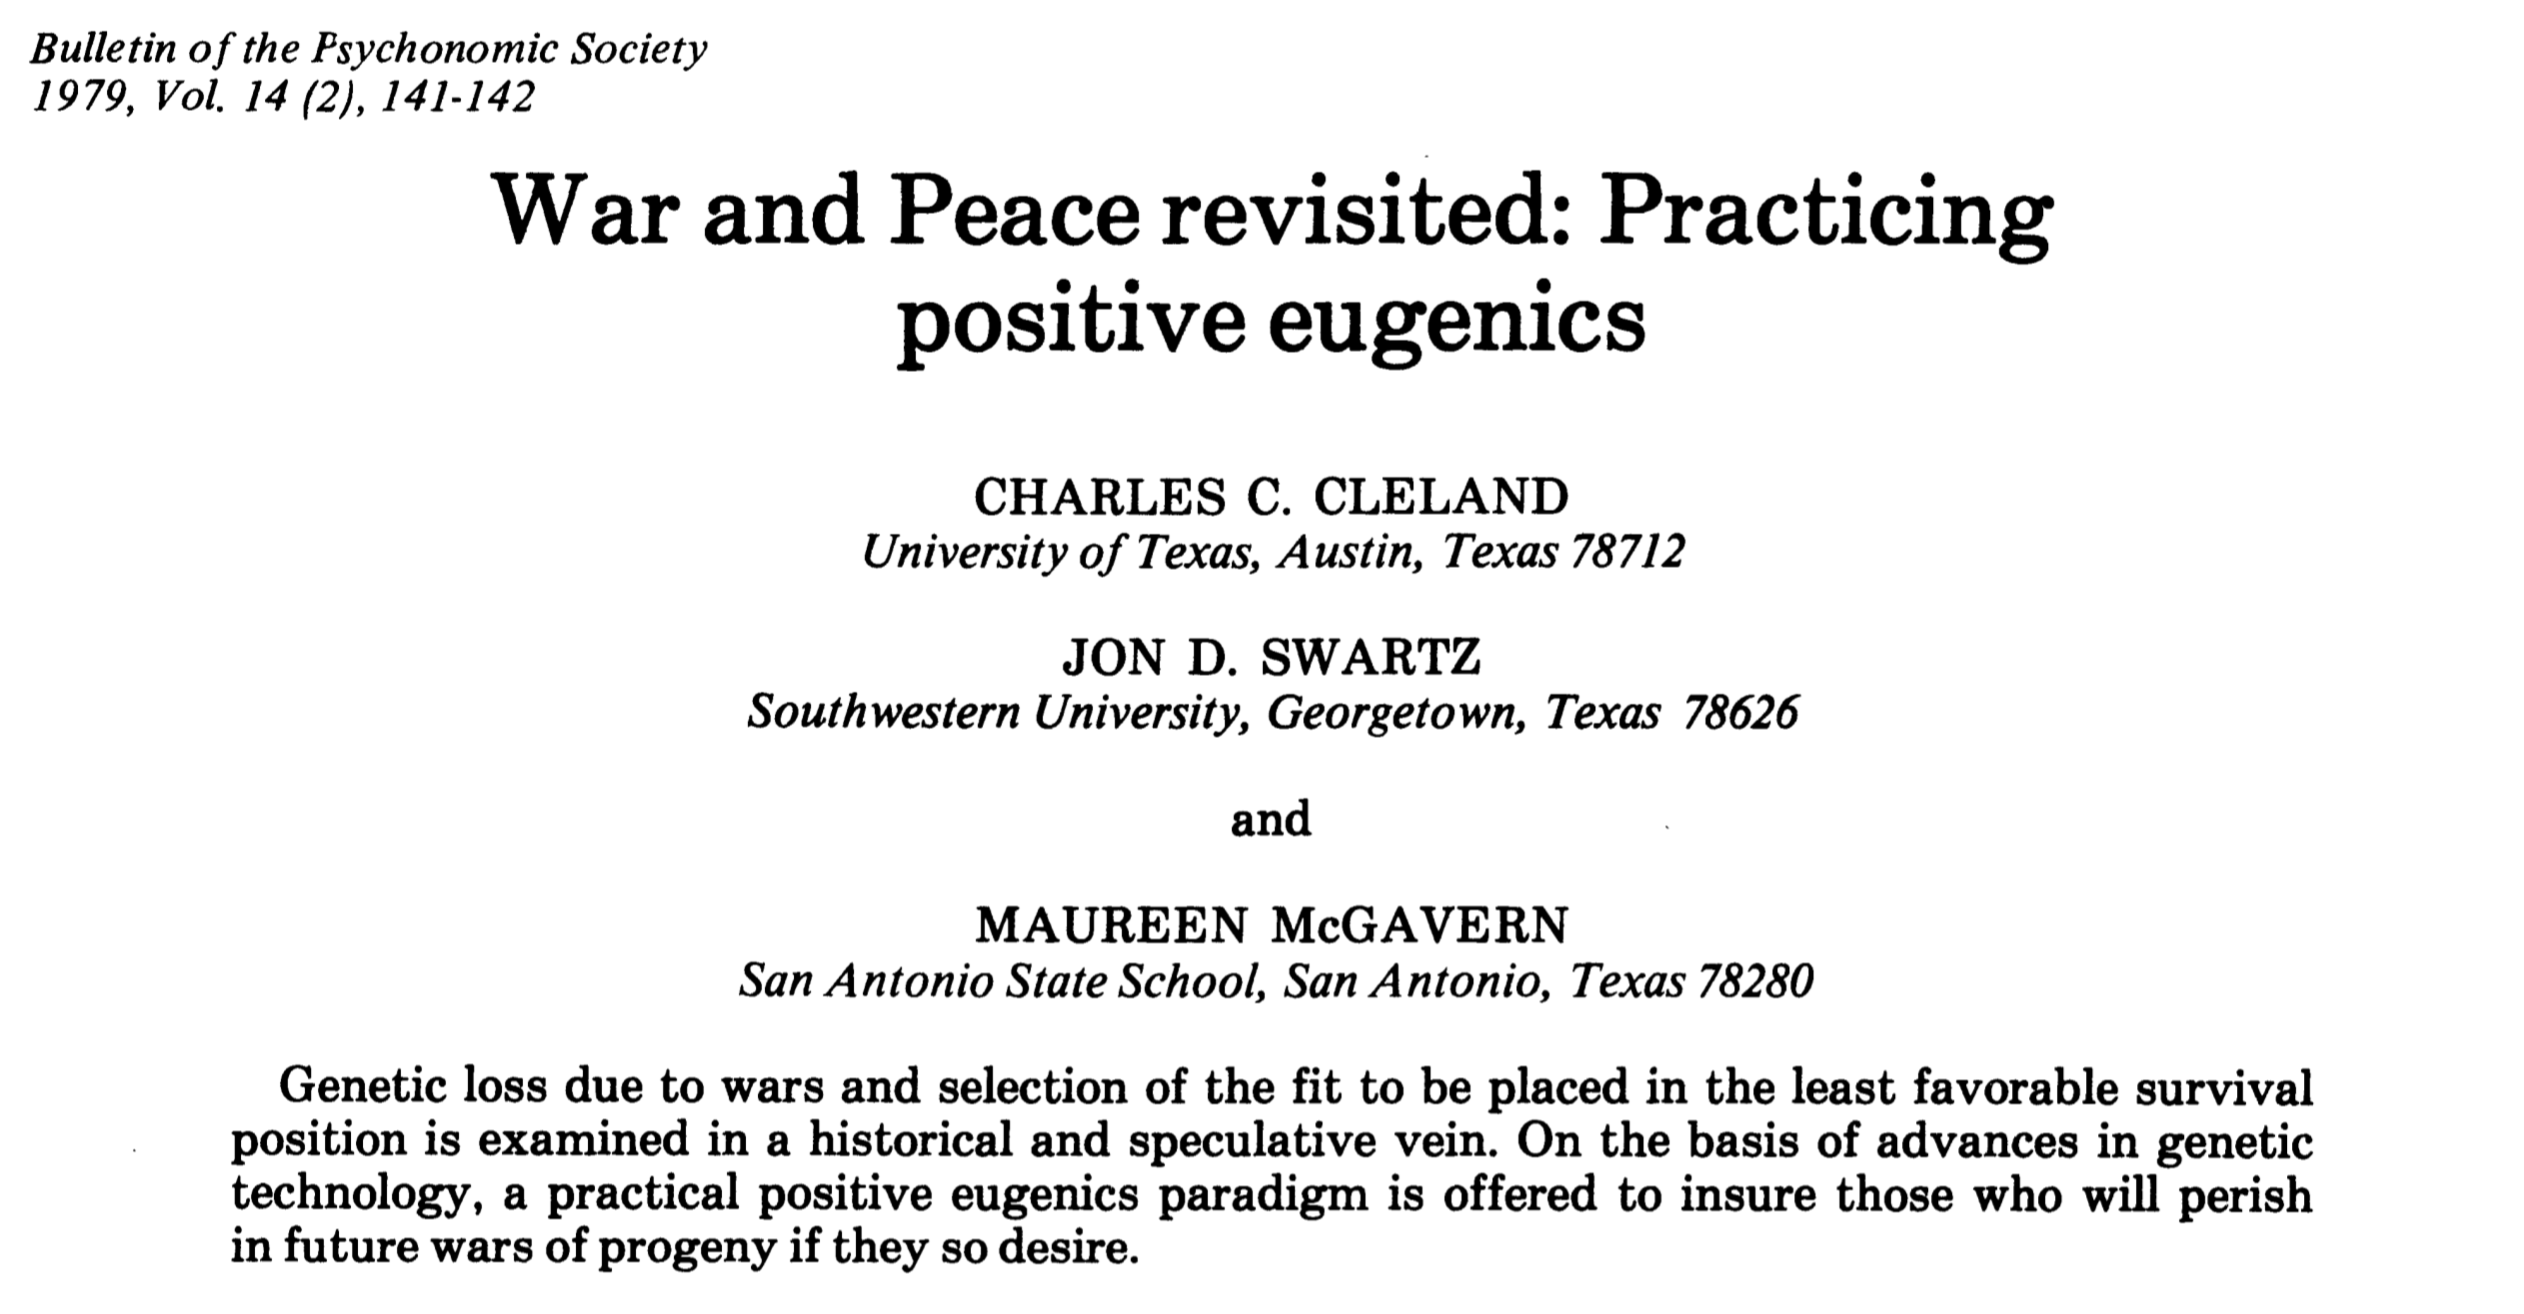 Bulletin of the Psychonomic Society
1979, Vol. 14 (2), 141-142
War and Peace revisited: Practicing
positive eugenics
CHARLES C. CLELAND
University of Texas, Austin, Texas 78712
JON D. SWARTZ
Southwestern University, Georgetown, Texas 78626
and
MAUREEN McGAVERN
San Antonio State School, San Antonio, Texas 78280
Genetic loss due to wars and selection of the fit to be placed in the least favorable survival
position is examined in a historical and speculative vein. On the basis of advances in genetic
technology, a practical positive eugenics paradigm is offered to insure those who will perish
in future wars of progeny if they so desire.